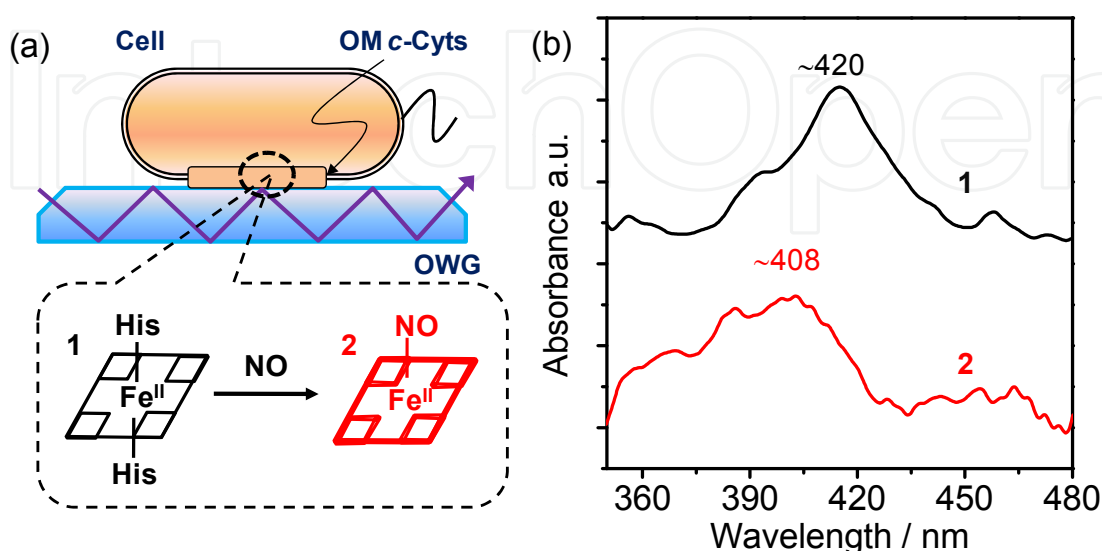 (a)
Cell
OM c-Cyts
OWG
1
His
Fe^II
His
NO
2
NO
Fe^II
(b)
Absorbance a.u.
~420
1
~408
2
360 390 420 450 480
Wavelength / nm
IntechOpen